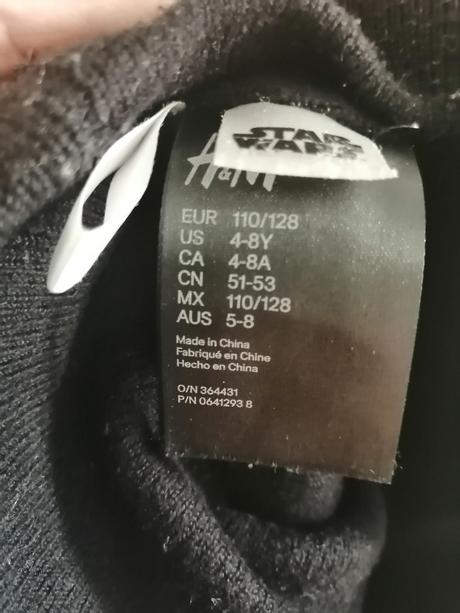 STAR
WARS
H&M
EUR 110/128
US 4-8Y
CA 4-8A
CN 51-53
MX 110/128
AUS 5-8
Made in China
Fabriqué en Chine
Hecho en China
O/N 364431
P/N 0641293 8